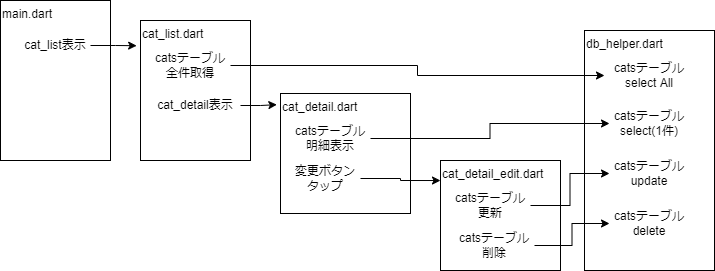 main.dart
cat_list表示
cat_list.dart
catsテーブル
全件取得
cat_detail表示
cat_detail.dart
catsテーブル
明細表示
変更ボタン
タップ
cat_detail_edit.dart
catsテーブル
更新
catsテーブル
削除
db_helper.dart
catsテーブル
select All
catsテーブル
select(1件)
catsテーブル
update
catsテーブル
delete